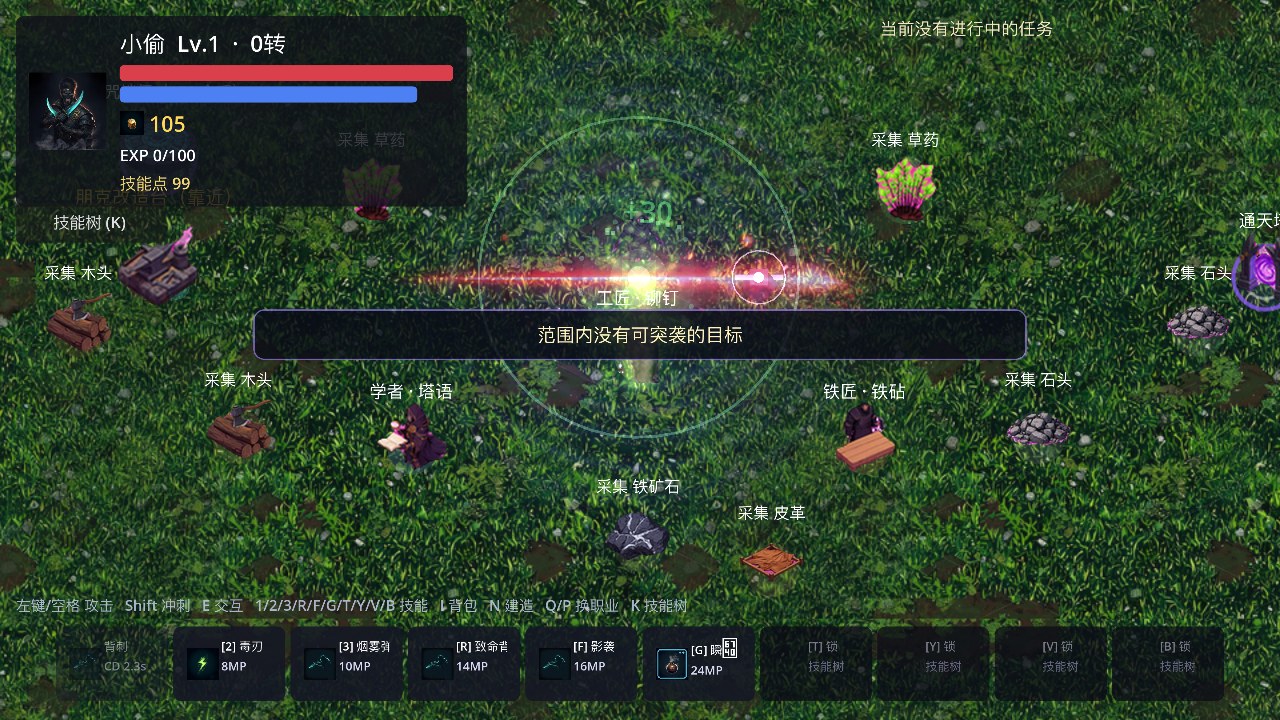 小偷 Lv.1 · 0转
105
EXP 0/100
技能点 99
技能树 (K)
当前没有进行中的任务
采集 草药
采集 草药
+30
采集 木头
采集 石头
工匠·铆钉
范围内没有可突袭的目标
采集 木头
学者·塔语
铁匠·铁砧
采集 石头
采集 铁矿石
采集 皮革
左键/空格 攻击 Shift 冲刺 E 交互 1/2/3/R/F/G/T/Y/V/B 技能 I 背包 N 建造 Q/P 换职业 K 技能树
背刺
CD 2.3s
[2] 毒刃
8MP
[3] 烟雾弹
10MP
[R] 致命背
14MP
[F] 影袭
16MP
[G]
24MP
[T] 锁
技能树
[Y] 锁
技能树
[V] 锁
技能树
[B] 锁
技能树